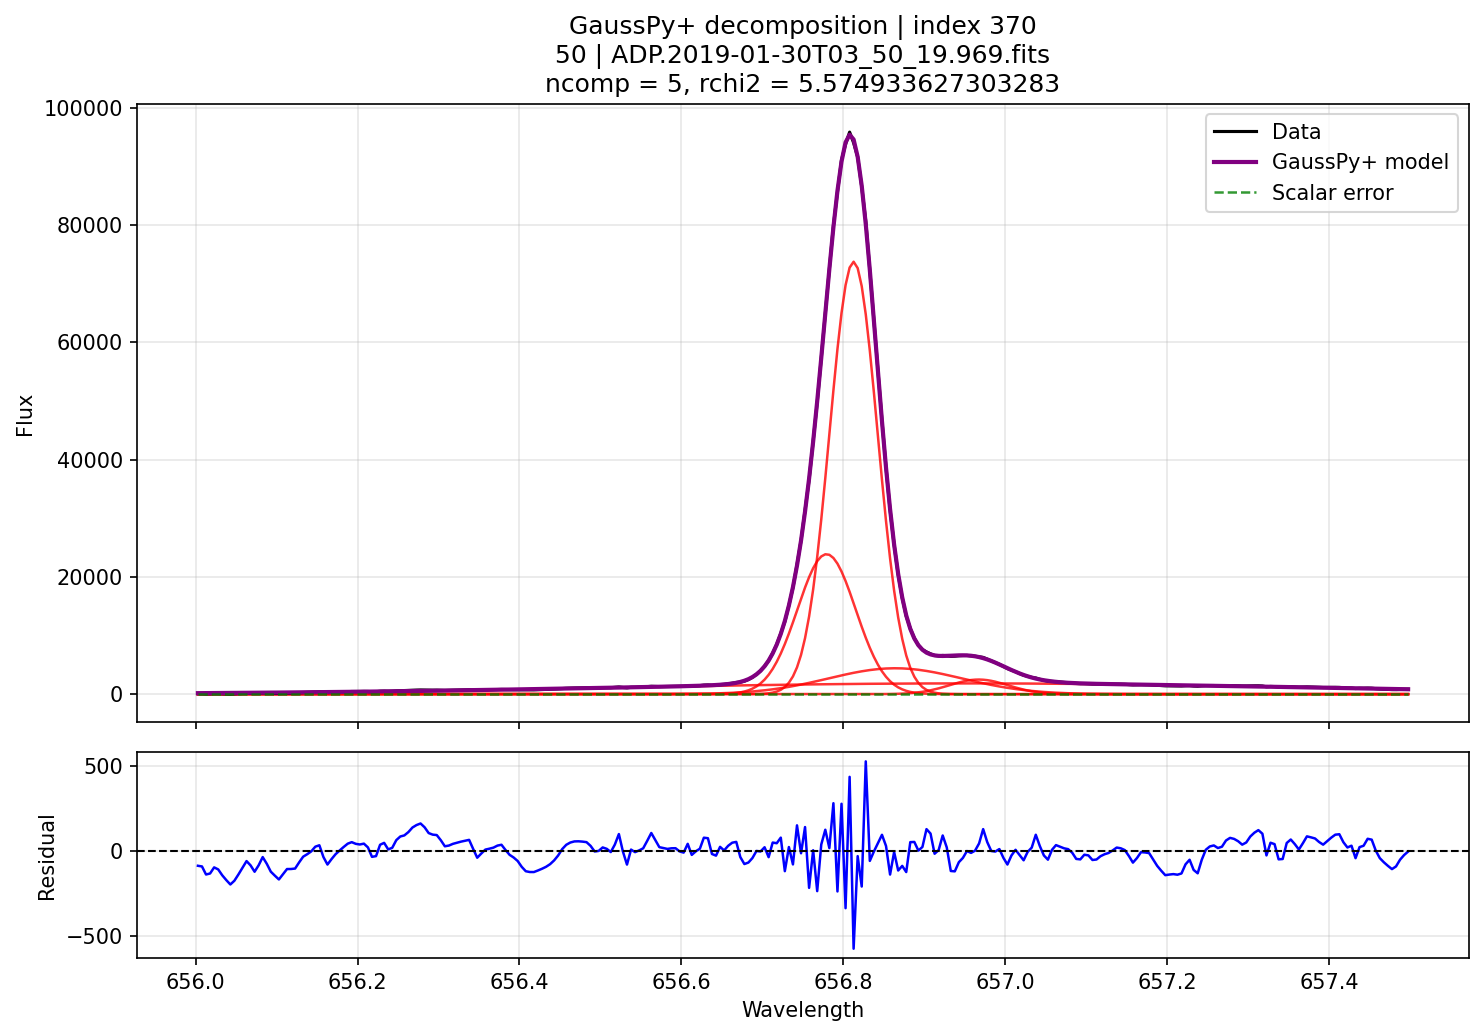 GaussPy+ decomposition | index 370
50 | ADP.2019-01-30T03_50_19.969.fits
ncomp = 5, rchi2 = 5.574933627303283
100000
80000
60000
40000
20000
0
Flux
Data
GaussPy+ model
Scalar error
500
0
−500
Residual
656.0 656.2 656.4 656.6 656.8 657.0 657.2 657.4
Wavelength